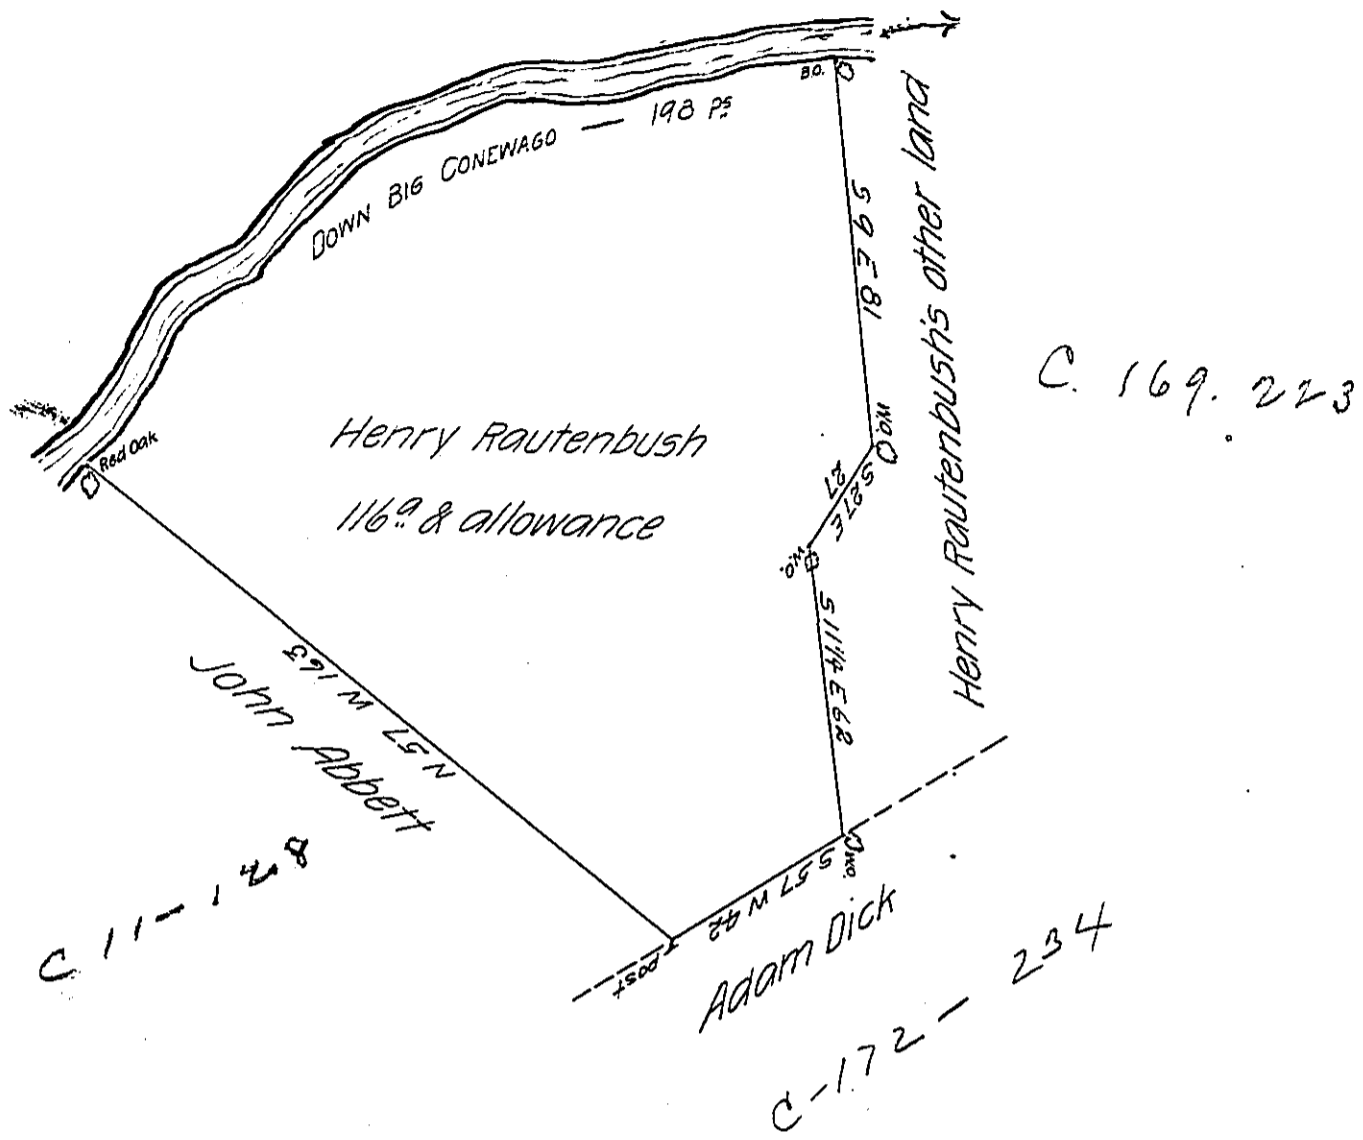 DOWN BIG CONEWAGO — 198 Ps
B.O.
S 9 E 81
Henry Rautenbush's other land
C. 169. 223
W.O
S 27 E
27
W.O.
S 11¼ E 62
Red Oak
Henry Rautenbush
116a & allowance
N 57 W 163
John Abbett
C 11-128
W.O.
S 57 W 42
post
Adam Dick
C-172-234